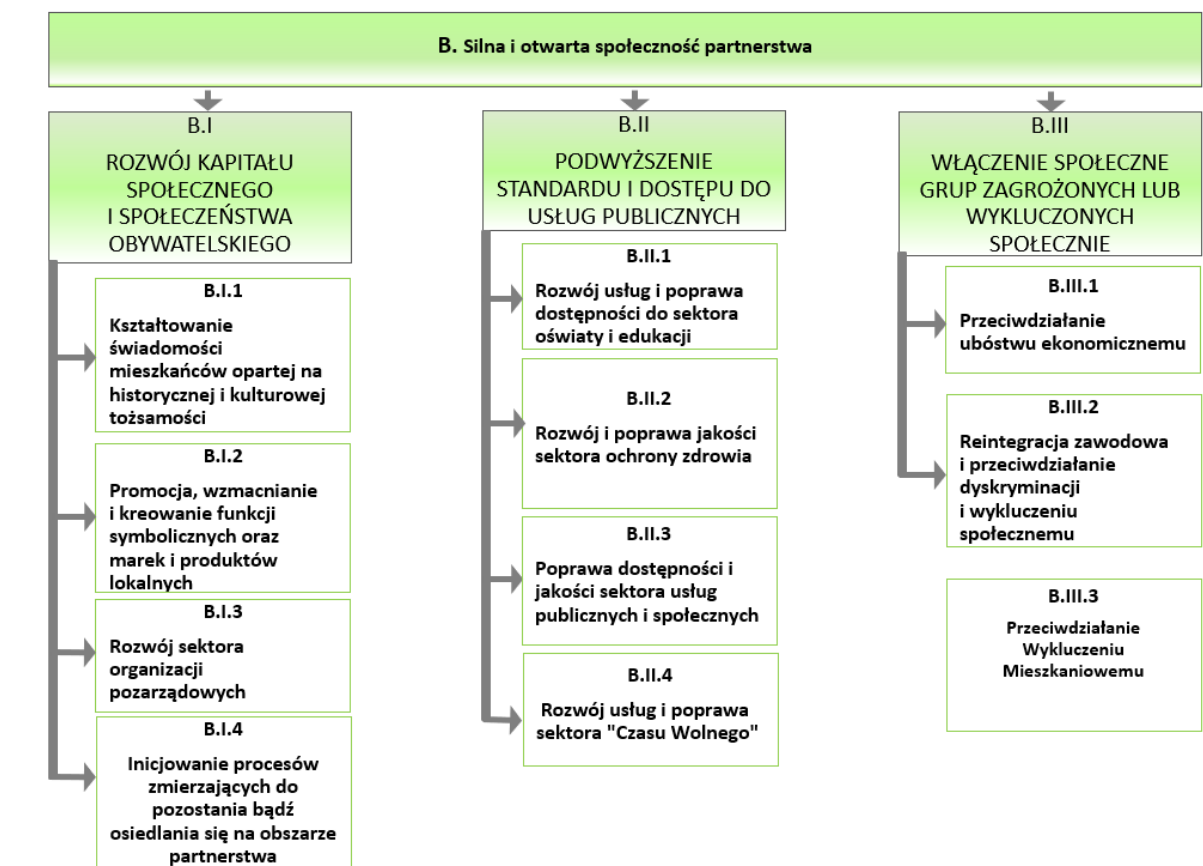 B. Silna i otwarta społeczność partnerstwa
B.I
ROZWÓJ KAPITAŁU
SPOŁECZNEGO
I SPOŁECZEŃSTWA
OBYWATELSKIEGO
B.I.1
Kształtowanie
świadomości
mieszkańców opartej na
historycznej i kulturowej
tożsamości
B.I.2
Promocja, wzmacnianie
i kreowanie funkcji
symbolicznych oraz
marek i produktów
lokalnych
B.I.3
Rozwój sektora
organizacji
pozarządowych
B.I.4
Inicjowanie procesów
zmierzających do
pozostania bądź
osiedlania się na obszarze
partnerstwa
B.II
PODWYŻSZENIE
STANDARDU I DOSTĘPU DO
USŁUG PUBLICZNYCH
B.II.1
Rozwój usług i poprawa
dostępności do sektora
oświaty i edukacji
B.II.2
Rozwój i poprawa jakości
sektora ochrony zdrowia
B.II.3
Poprawa dostępności i
jakości sektora usług
publicznych i społecznych
B.II.4
Rozwój usług i poprawa
sektora "Czasu Wolnego"
B.III
WŁĄCZENIE SPOŁECZNE
GRUP ZAGROŻONYCH LUB
WYKLUCZONYCH
SPOŁECZNIE
B.III.1
Przeciwdziałanie
ubóstwu ekonomicznemu
B.III.2
Reintegracja zawodowa
i przeciwdziałanie
dyskryminacji
i wykluczeniu
społecznemu
B.III.3
Przeciwdziałanie
Wykluczeniu
Mieszkaniowemu